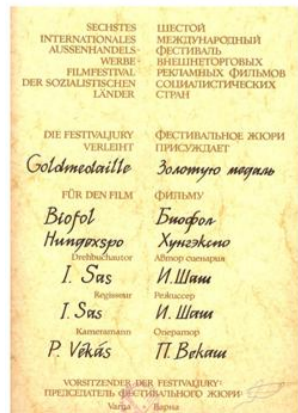 SECHSTES ШЕСТОЙ
INTERNATIONALES МЕЖДУНАРОДНЫЙ
AUSSENHANDELS- ФЕСТИВАЛЬ
WERBE- ВНЕШНЕТОРГОВЫХ
FILMFESTIVAL РЕКЛАМНЫХ ФИЛЬМОВ
DER SOZIALISTISCHEN СОЦИАЛИСТИЧЕСКИХ
LÄNDER СТРАН
DIE FESTIVALJURY ФЕСТИВАЛЬНОЕ ЖЮРИ
VERLEIHT ПРИСУЖДАЕТ
Goldmedaille Золотую медаль
FÜR DEN FILM ФИЛЬМУ
Biofol Биофол
Hungexspo Хунгэкспо
Drehbuchautor Автор сценария
I. Sas И. Шаш
Regisseur Режиссер
I. Sas И. Шаш
Kameramann Оператор
P. Vékás П. Векаш
VORSITZENDER DER FESTIVALJURY:
ПРЕДСЕДАТЕЛЬ ФЕСТИВАЛЬНОГО ЖЮРИ:
Varna Варна